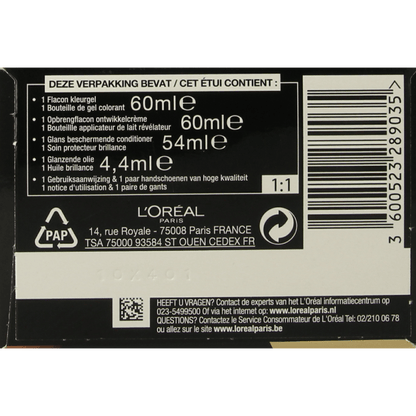 DEZE VERPAKKING BEVAT / CET ÉTUI CONTIENT :
• 1 Flacon kleurgel
1 Bouteille de gel colorant 60ml℮
• 1 Opbrengflacon ontwikkelcrème
1 Bouteille applicateur de lait révélateur 60ml℮
• 1 Glans beschermende conditioner
1 Soin protecteur brillance 54ml℮
• 1 Glanzende olie
1 Huile brillance 4,4ml℮
• 1 Gebruiksaanwijzing & 1 paar handschoenen van hoge kwaliteit
1 notice d'utilisation & 1 paire de gants
1:1
3 600523 289035
L'ORÉAL
PARIS
PAP
14, rue Royale - 75008 Paris FRANCE
TSA 75000 93584 ST OUEN CEDEX FR
10X401
HEEFT U VRAGEN? Contact de experts van het L'Oréal informatiecentrum op
023-5499500 Of via het contactformulier op www.lorealparis.nl
QUESTIONS? Contactez le Service Consommateur de L'Oréal Tel: 02/210 06 78
ou allez sur le site www.lorealparis.be